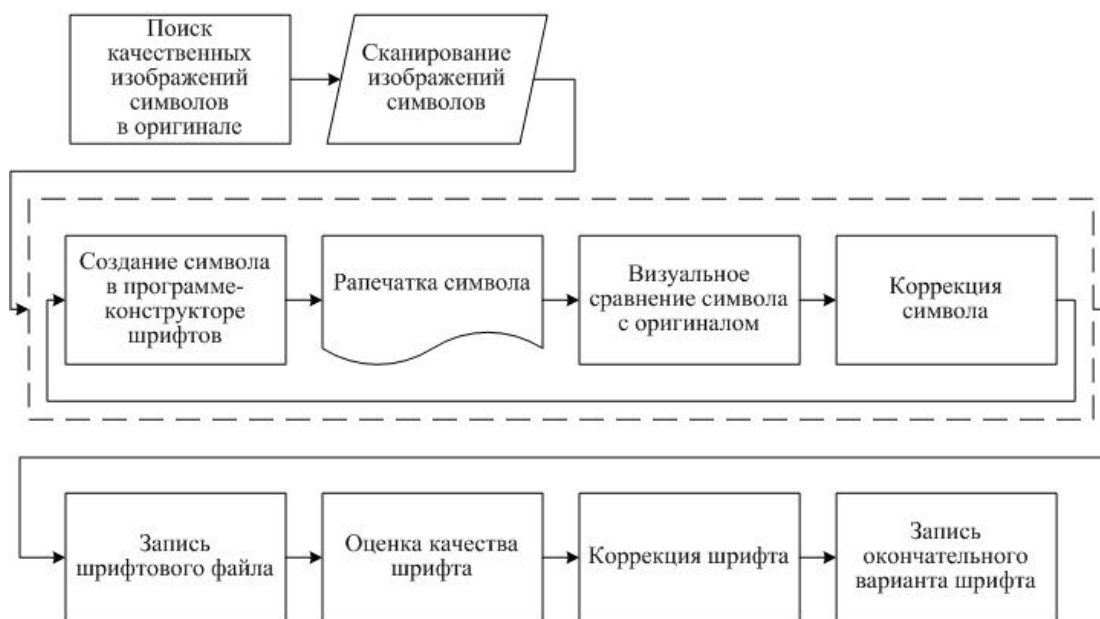 Поиск
качественных
изображений
символов
в оригинале
Сканирование
изображений
символов
Создание символа
в программе-
конструкторе
шрифтов
Рапечатка символа
Визуальное
сравнение символа
с оригиналом
Коррекция
символа
Запись
шрифтового файла
Оценка качества
шрифта
Коррекция шрифта
Запись
окончательного
варианта шрифта